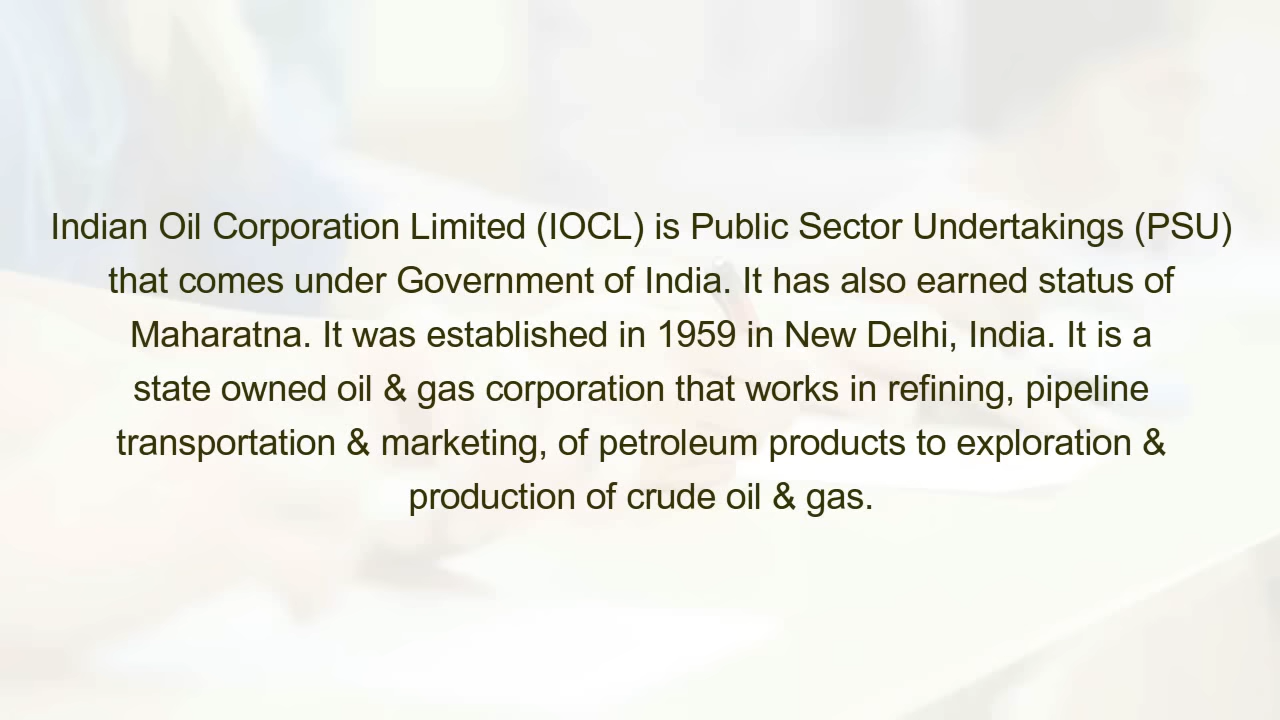 Indian Oil Corporation Limited (IOCL) is Public Sector Undertakings (PSU)
that comes under Government of India. It has also earned status of
Maharatna. It was established in 1959 in New Delhi, India. It is a
state owned oil & gas corporation that works in refining, pipeline
transportation & marketing, of petroleum products to exploration &
production of crude oil & gas.